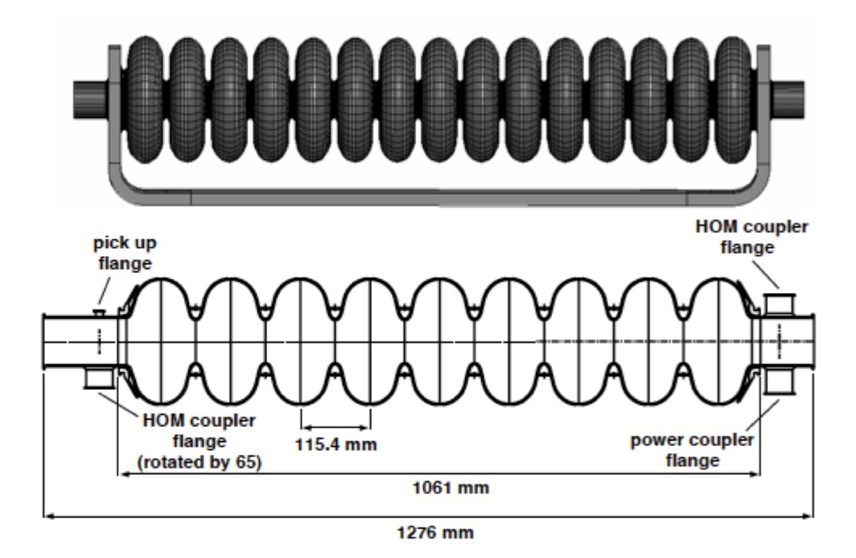 HOM coupler
flange
pick up
flange
HOM coupler
flange
(rotated by 65)
115.4 mm
power coupler
flange
1061 mm
1276 mm